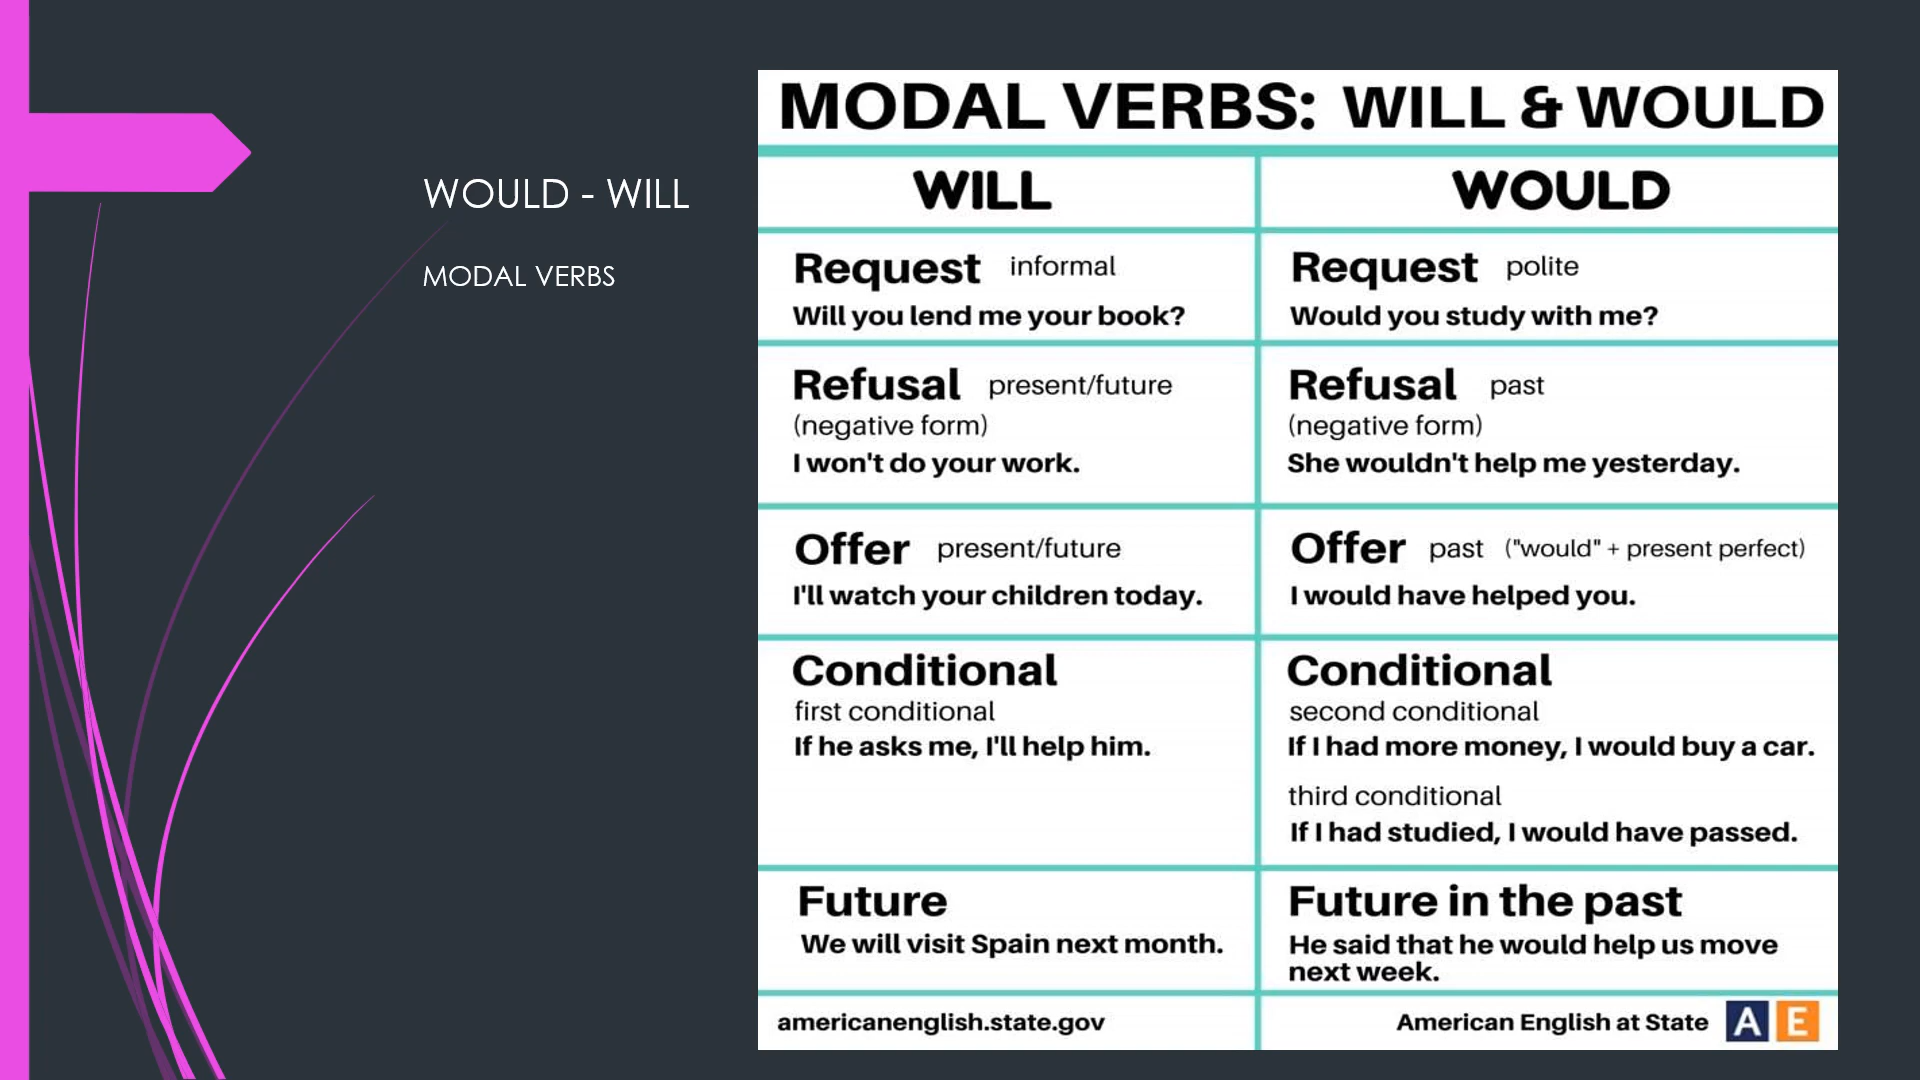 WOULD - WILL
MODAL VERBS
MODAL VERBS: WILL & WOULD
WILL
WOULD
Request informal
Will you lend me your book?
Request polite
Would you study with me?
Refusal present/future
(negative form)
I won't do your work.
Refusal past
(negative form)
She wouldn't help me yesterday.
Offer present/future
I'll watch your children today.
Offer past ("would" + present perfect)
I would have helped you.
Conditional
first conditional
If he asks me, I'll help him.
Conditional
second conditional
If I had more money, I would buy a car.
third conditional
If I had studied, I would have passed.
Future
We will visit Spain next month.
Future in the past
He said that he would help us move
next week.
americanenglish.state.gov
American English at State A E